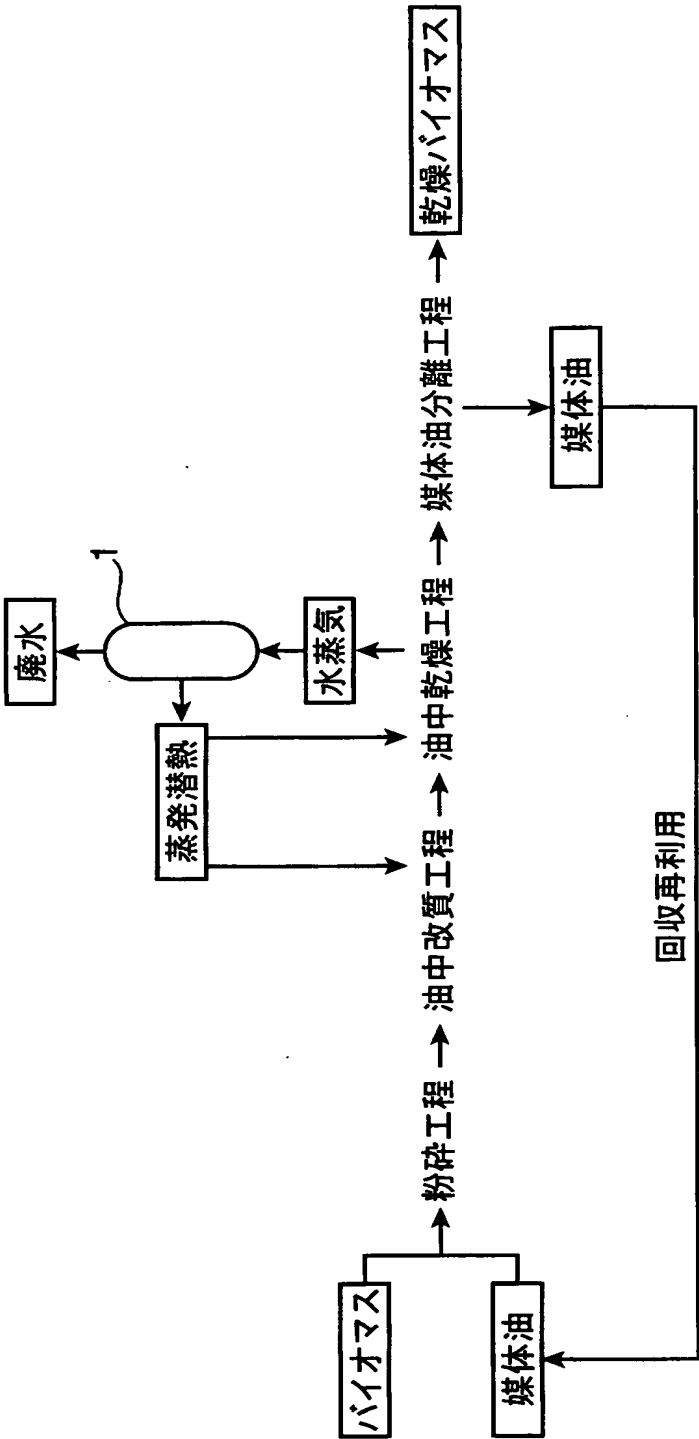 廃水
1
水蒸気
蒸発潜熱
バイオマス
媒体油
粉砕工程
油中改質工程
油中乾燥工程
媒体油分離工程
乾燥バイオマス
媒体油
回収再利用